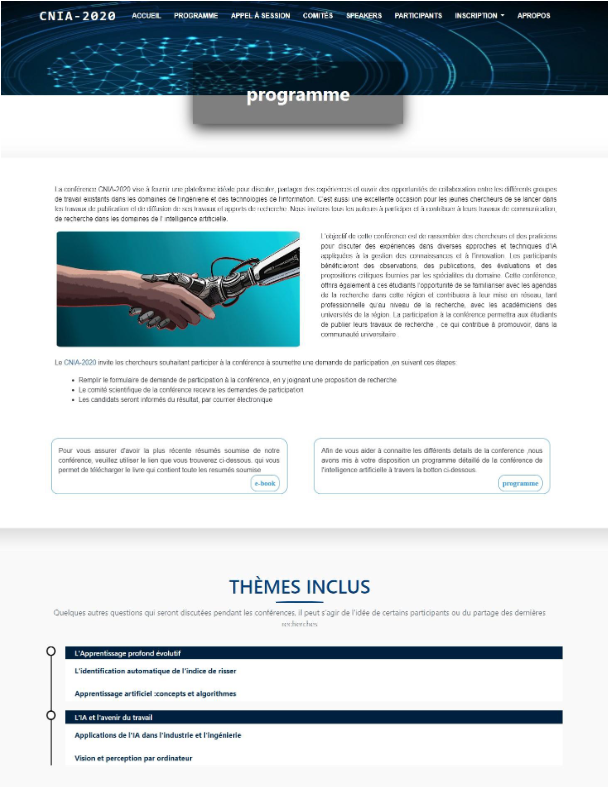 CNIA-2020 ACCUEIL PROGRAMME APPEL À SESSION COMITÉS SPEAKERS PARTICIPANTS INSCRIPTION APROPOS
programme
La conférence CNIA-2020 vise à fournir une plateforme idéale pour discuter, partager des expériences et ouvrir des opportunités de collaboration entre les différents groupes
de travail existants dans les domaines de l'ingénierie et des technologies de l'information. C'est aussi une excellente occasion pour les jeunes chercheurs de se lancer dans
les travaux de publication et de diffusion de ses travaux et apports de recherche. Nous invitons tous les auteurs à participer et à contribuer à leurs travaux de communication,
de recherche dans les domaines de l' intelligence artificielle.
L'objectif de cette conférence est de rassembler des chercheurs et des praticiens
pour discuter des expériences dans diverses approches et techniques d'IA
appliquées à la gestion des connaissances et à l'innovation. Les participants
bénéficieront des observations, des publications, des évaluations et des
propositions critiques fournies par les spécialités du domaine. Cette conférence,
offrira également à ces étudiants l'opportunité de se familiariser avec les agendas
de la recherche dans cette région et contribuera à leur mise en réseau, tant
professionnelle qu'au niveau de la recherche, avec les académiciens des
universités de la région. La participation à la conférence permettra aux étudiants
de publier leurs travaux de recherche , ce qui contribue à promouvoir, dans la
communauté universitaire
Le CNIA-2020 invite les chercheurs souhaitant participer à la conférence à soumettre une demande de participation ,en suivant ces étapes:
• Remplir le formulaire de demande de participation à la conférence, en y joignant une proposition de recherche
• Le comité scientifique de la conférence recevra les demandes de participation
• Les candidats seront informés du résultat, par courrier électronique
Pour vous assurer d'avoir la plus récente résumés soumise de notre
conférence, veuillez utiliser le lien que vous trouverez ci-dessous, qui vous
permet de télécharger le livre qui contient toute les resumés soumise
e-book
Afin de vous aider à connaitre les différents details de la conference ,nous
avons mis à votre disposition un programme détaillé de la conférence de
l'intelligence artificielle à travers la botton ci-dessous.
programme
THÈMES INCLUS
Quelques autres questions qui seront discutées pendant les conférences, il peut s'agir de l'idée de certains participants ou du partage des dernières
recherches
L'Apprentissage profond évolutif
L'identification automatique de l'indice de risser
Apprentissage artificiel :concepts et algorithmes
L'IA et l'avenir du travail
Applications de l'IA dans l'industrie et l'ingénierie
Vision et perception par ordinateur